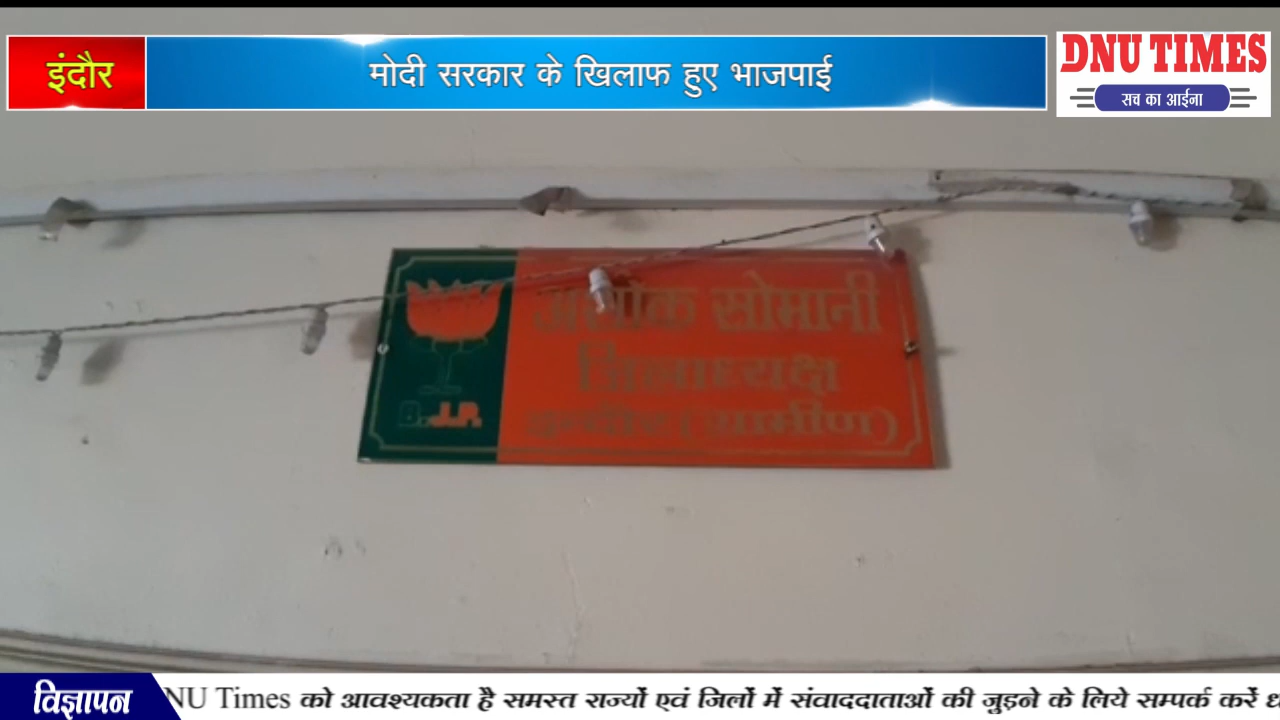 इंदौर
मोदी सरकार के खिलाफ हुए भाजपाई
DNU TIMES
सच का आईना
अशोक सोमानी
जिलाध्यक्ष
इन्दौर (ग्रामीण)
B.J.P.
विज्ञापन
NU Times को आवश्यकता है समस्त राज्यों एवं जिलों में संवाददाताओं की जुड़ने के लिये सम्पर्क करें